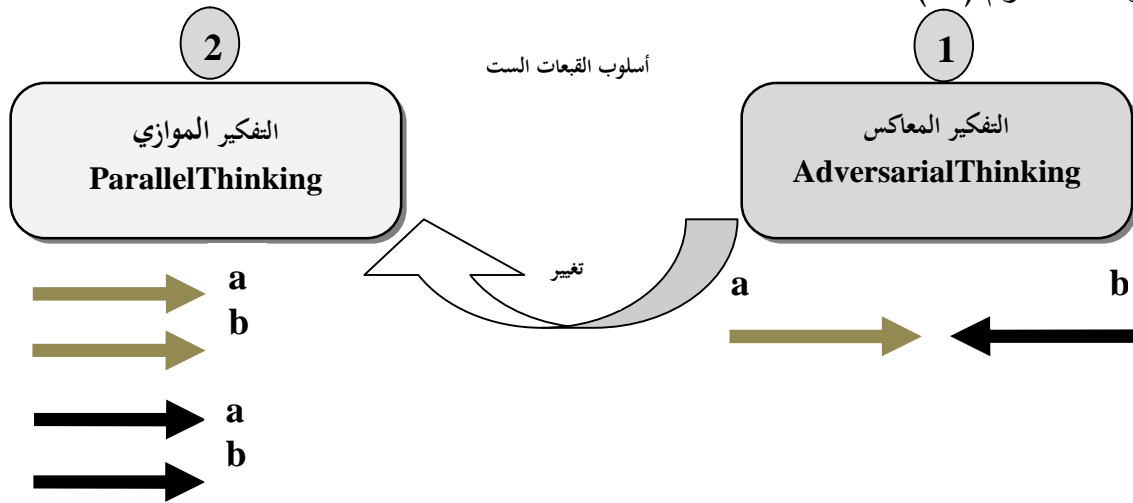 1
أسلوب القبعات الست
2
التفكير المعاكس
AdversarialThinking
التفكير الموازي
ParallelThinking
تغيير
a
b
a
b
a
b